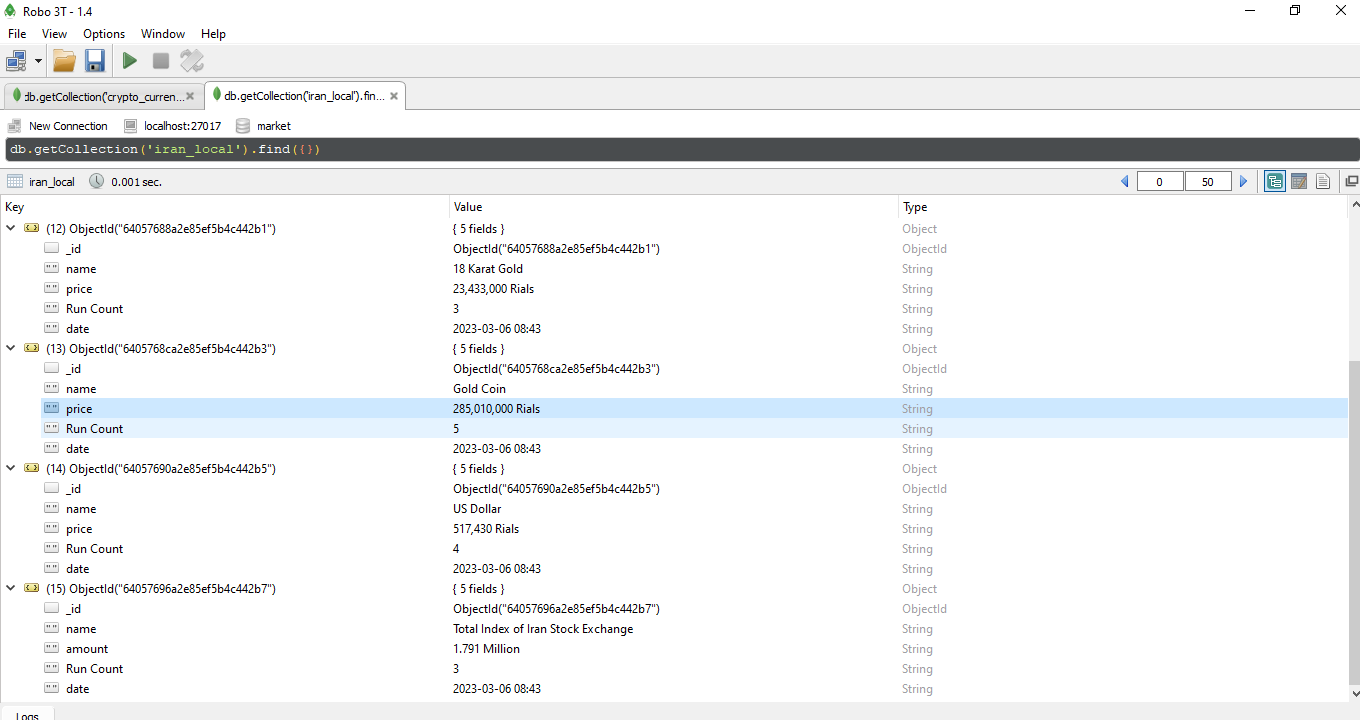 Robo 3T - 1.4
File View Options Window Help
db.getCollection('crypto_curren... db.getCollection('iran_local').fin...
New Connection localhost:27017 market
db.getCollection('iran_local').find({})
iran_local 0.001 sec. 0 50
Key Value Type
(12) ObjectId("64057688a2e85ef5b4c442b1") { 5 fields } Object
_id ObjectId("64057688a2e85ef5b4c442b1") ObjectId
name 18 Karat Gold String
price 23,433,000 Rials String
Run Count 3 String
date 2023-03-06 08:43 String
(13) ObjectId("6405768ca2e85ef5b4c442b3") { 5 fields } Object
_id ObjectId("6405768ca2e85ef5b4c442b3") ObjectId
name Gold Coin String
price 285,010,000 Rials String
Run Count 5 String
date 2023-03-06 08:43 String
(14) ObjectId("64057690a2e85ef5b4c442b5") { 5 fields } Object
_id ObjectId("64057690a2e85ef5b4c442b5") ObjectId
name US Dollar String
price 517,430 Rials String
Run Count 4 String
date 2023-03-06 08:43 String
(15) ObjectId("64057696a2e85ef5b4c442b7") { 5 fields } Object
_id ObjectId("64057696a2e85ef5b4c442b7") ObjectId
name Total Index of Iran Stock Exchange String
amount 1.791 Million String
Run Count 3 String
date 2023-03-06 08:43 String
Logs